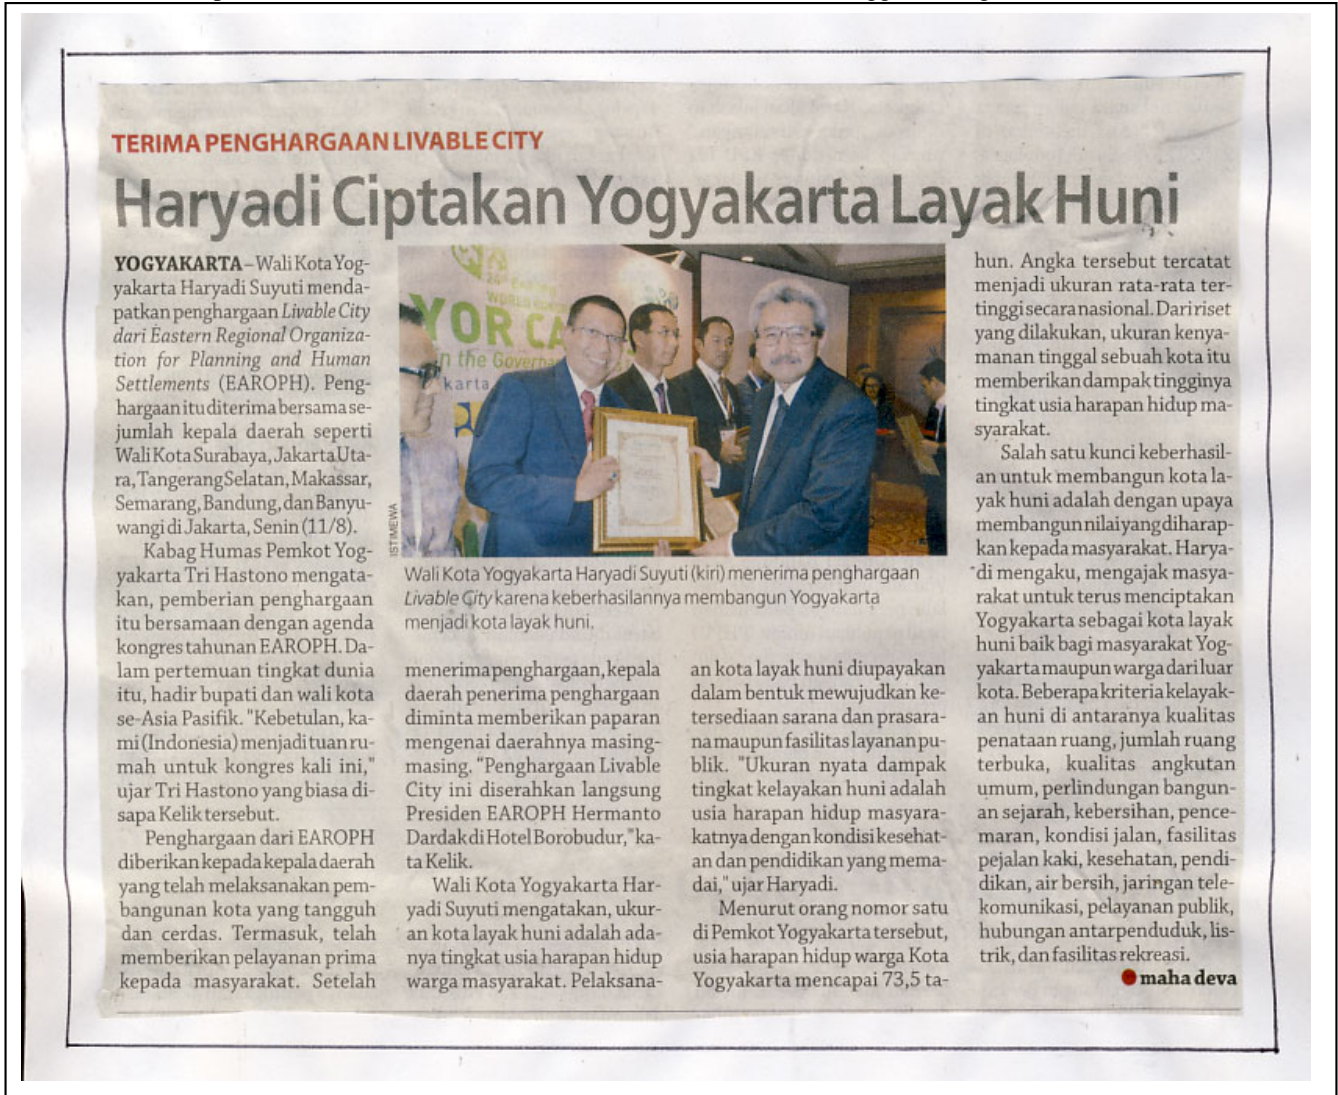 TERIMA PENGHARGAAN LIVABLE CITY
Haryadi Ciptakan Yogyakarta Layak Huni
YOGYAKARTA – Wali Kota Yog-
yakarta Haryadi Suyuti menda-
patkan penghargaan Livable City
dari Eastern Regional Organiza-
tion for Planning and Human
Settlements (EAROPH). Peng-
hargaan itu diterima bersama se-
jumlah kepala daerah seperti
Wali Kota Surabaya, Jakarta Uta-
ra, Tangerang Selatan, Makassar,
Semarang, Bandung, dan Banyu-
wangi di Jakarta, Senin (11/8).
Kabag Humas Pemkot Yog-
yakarta Tri Hastono mengata-
kan, pemberian penghargaan
itu bersamaan dengan agenda
kongres tahunan EAROPH. Da-
lam pertemuan tingkat dunia
itu, hadir bupati dan wali kota
se-Asia Pasifik. "Kebetulan, ka-
mi (Indonesia) menjadi tuan ru-
mah untuk kongres kali ini,"
ujar Tri Hastono yang biasa di-
sapa Kelik tersebut.
Penghargaan dari EAROPH
diberikan kepada kepala daerah
yang telah melaksanakan pem-
bangunan kota yang tangguh
dan cerdas. Termasuk, telah
memberikan pelayanan prima
kepada masyarakat. Setelah
YOR CA
n the Governa
karta
ISTIMEWA
Wali Kota Yogyakarta Haryadi Suyuti (kiri) menerima penghargaan
Livable City karena keberhasilannya membangun Yogyakarta
menjadi kota layak huni.
menerima penghargaan, kepala
daerah penerima penghargaan
diminta memberikan paparan
mengenai daerahnya masing-
masing. "Penghargaan Livable
City ini diserahkan langsung
Presiden EAROPH Hermanto
Dardak di Hotel Borobudur," ka-
ta Kelik.
Wali Kota Yogyakarta Har-
yadi Suyuti mengatakan, ukur-
an kota layak huni adalah ada-
nya tingkat usia harapan hidup
warga masyarakat. Pelaksana-
an kota layak huni diupayakan
dalam bentuk mewujudkan ke-
tersediaan sarana dan prasara-
na maupun fasilitas layanan pu-
blik. "Ukuran nyata dampak
tingkat kelayakan huni adalah
usia harapan hidup masyara-
katnya dengan kondisi kesehat-
an dan pendidikan yang mema-
dai," ujar Haryadi.
Menurut orang nomor satu
di Pemkot Yogyakarta tersebut,
usia harapan hidup warga Kota
Yogyakarta mencapai 73,5 ta-
hun. Angka tersebut tercatat
menjadi ukuran rata-rata ter-
tinggi secara nasional. Dari riset
yang dilakukan, ukuran kenya-
manan tinggal sebuah kota itu
memberikan dampak tingginya
tingkat usia harapan hidup ma-
syarakat.
Salah satu kunci keberhasil-
an untuk membangun kota la-
yak huni adalah dengan upaya
membangun nilai yang diharap-
kan kepada masyarakat. Harya-
di mengaku, mengajak masya-
rakat untuk terus menciptakan
Yogyakarta sebagai kota layak
huni baik bagi masyarakat Yog-
yakarta maupun warga dari luar
kota. Beberapa kriteria kelayak-
an huni di antaranya kualitas
penataan ruang, jumlah ruang
terbuka, kualitas angkutan
umum, perlindungan bangun-
an sejarah, kebersihan, pence-
maran, kondisi jalan, fasilitas
pejalan kaki, kesehatan, pendi-
dikan, air bersih, jaringan tele-
komunikasi, pelayanan publik,
hubungan antarpenduduk, lis-
trik, dan fasilitas rekreasi.
maha deva